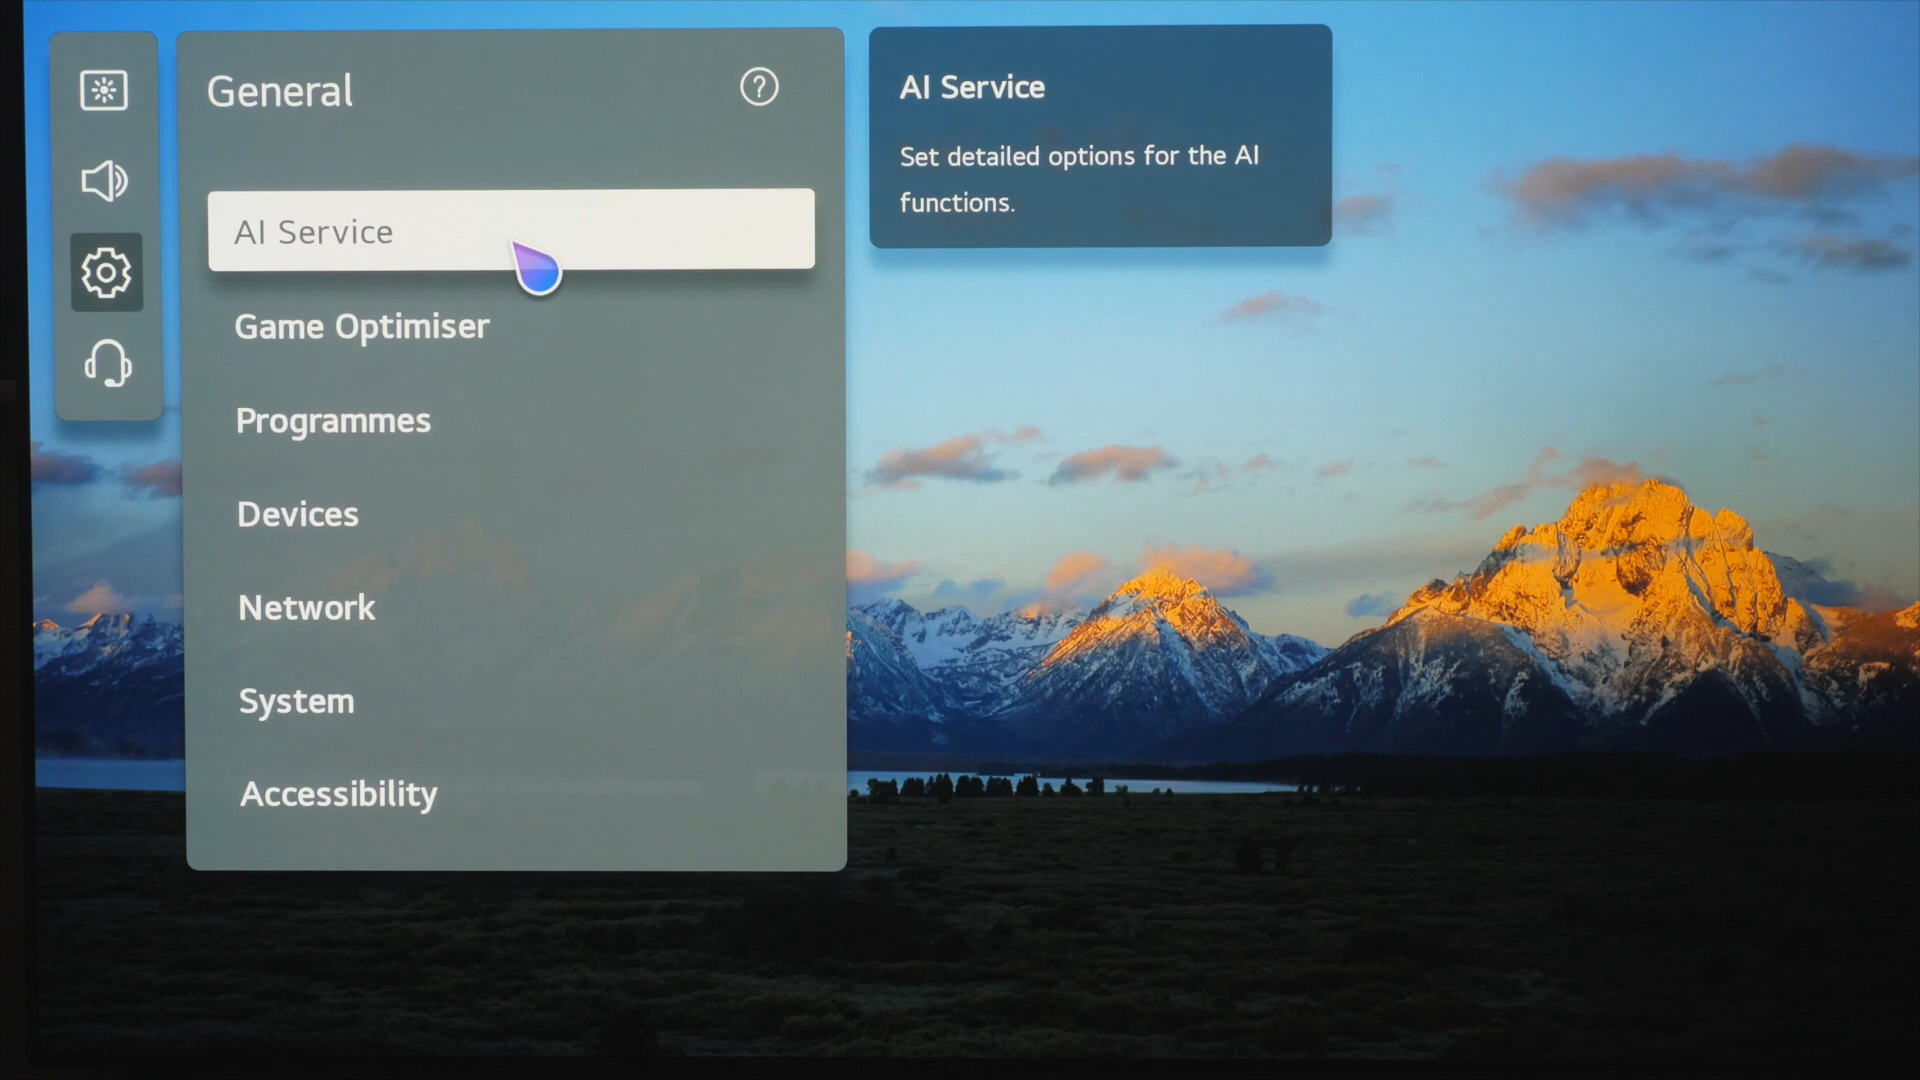 General
?
AI Service
Game Optimiser
Programmes
Devices
Network
System
Accessibility
AI Service
Set detailed options for the AI
functions.